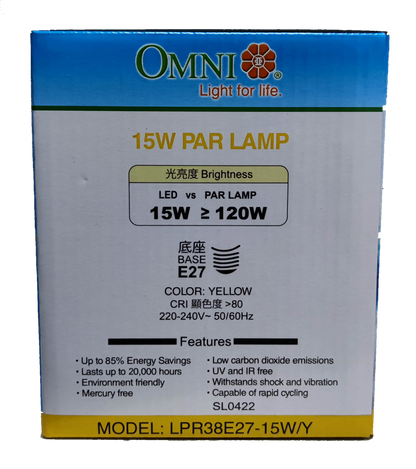 OMNI ®
Light for life.
15W PAR LAMP
光亮度 Brightness
LED vs PAR LAMP
15W ≥ 120W
底座
BASE
E27
COLOR: YELLOW
CRI 顯色度 >80
220-240V~ 50/60Hz
Features
• Up to 85% Energy Savings
• Lasts up to 20,000 hours
• Environment friendly
• Mercury free
• Low carbon dioxide emissions
• UV and IR free
• Withstands shock and vibration
• Capable of rapid cycling
SL0422
MODEL: LPR38E27-15W/Y